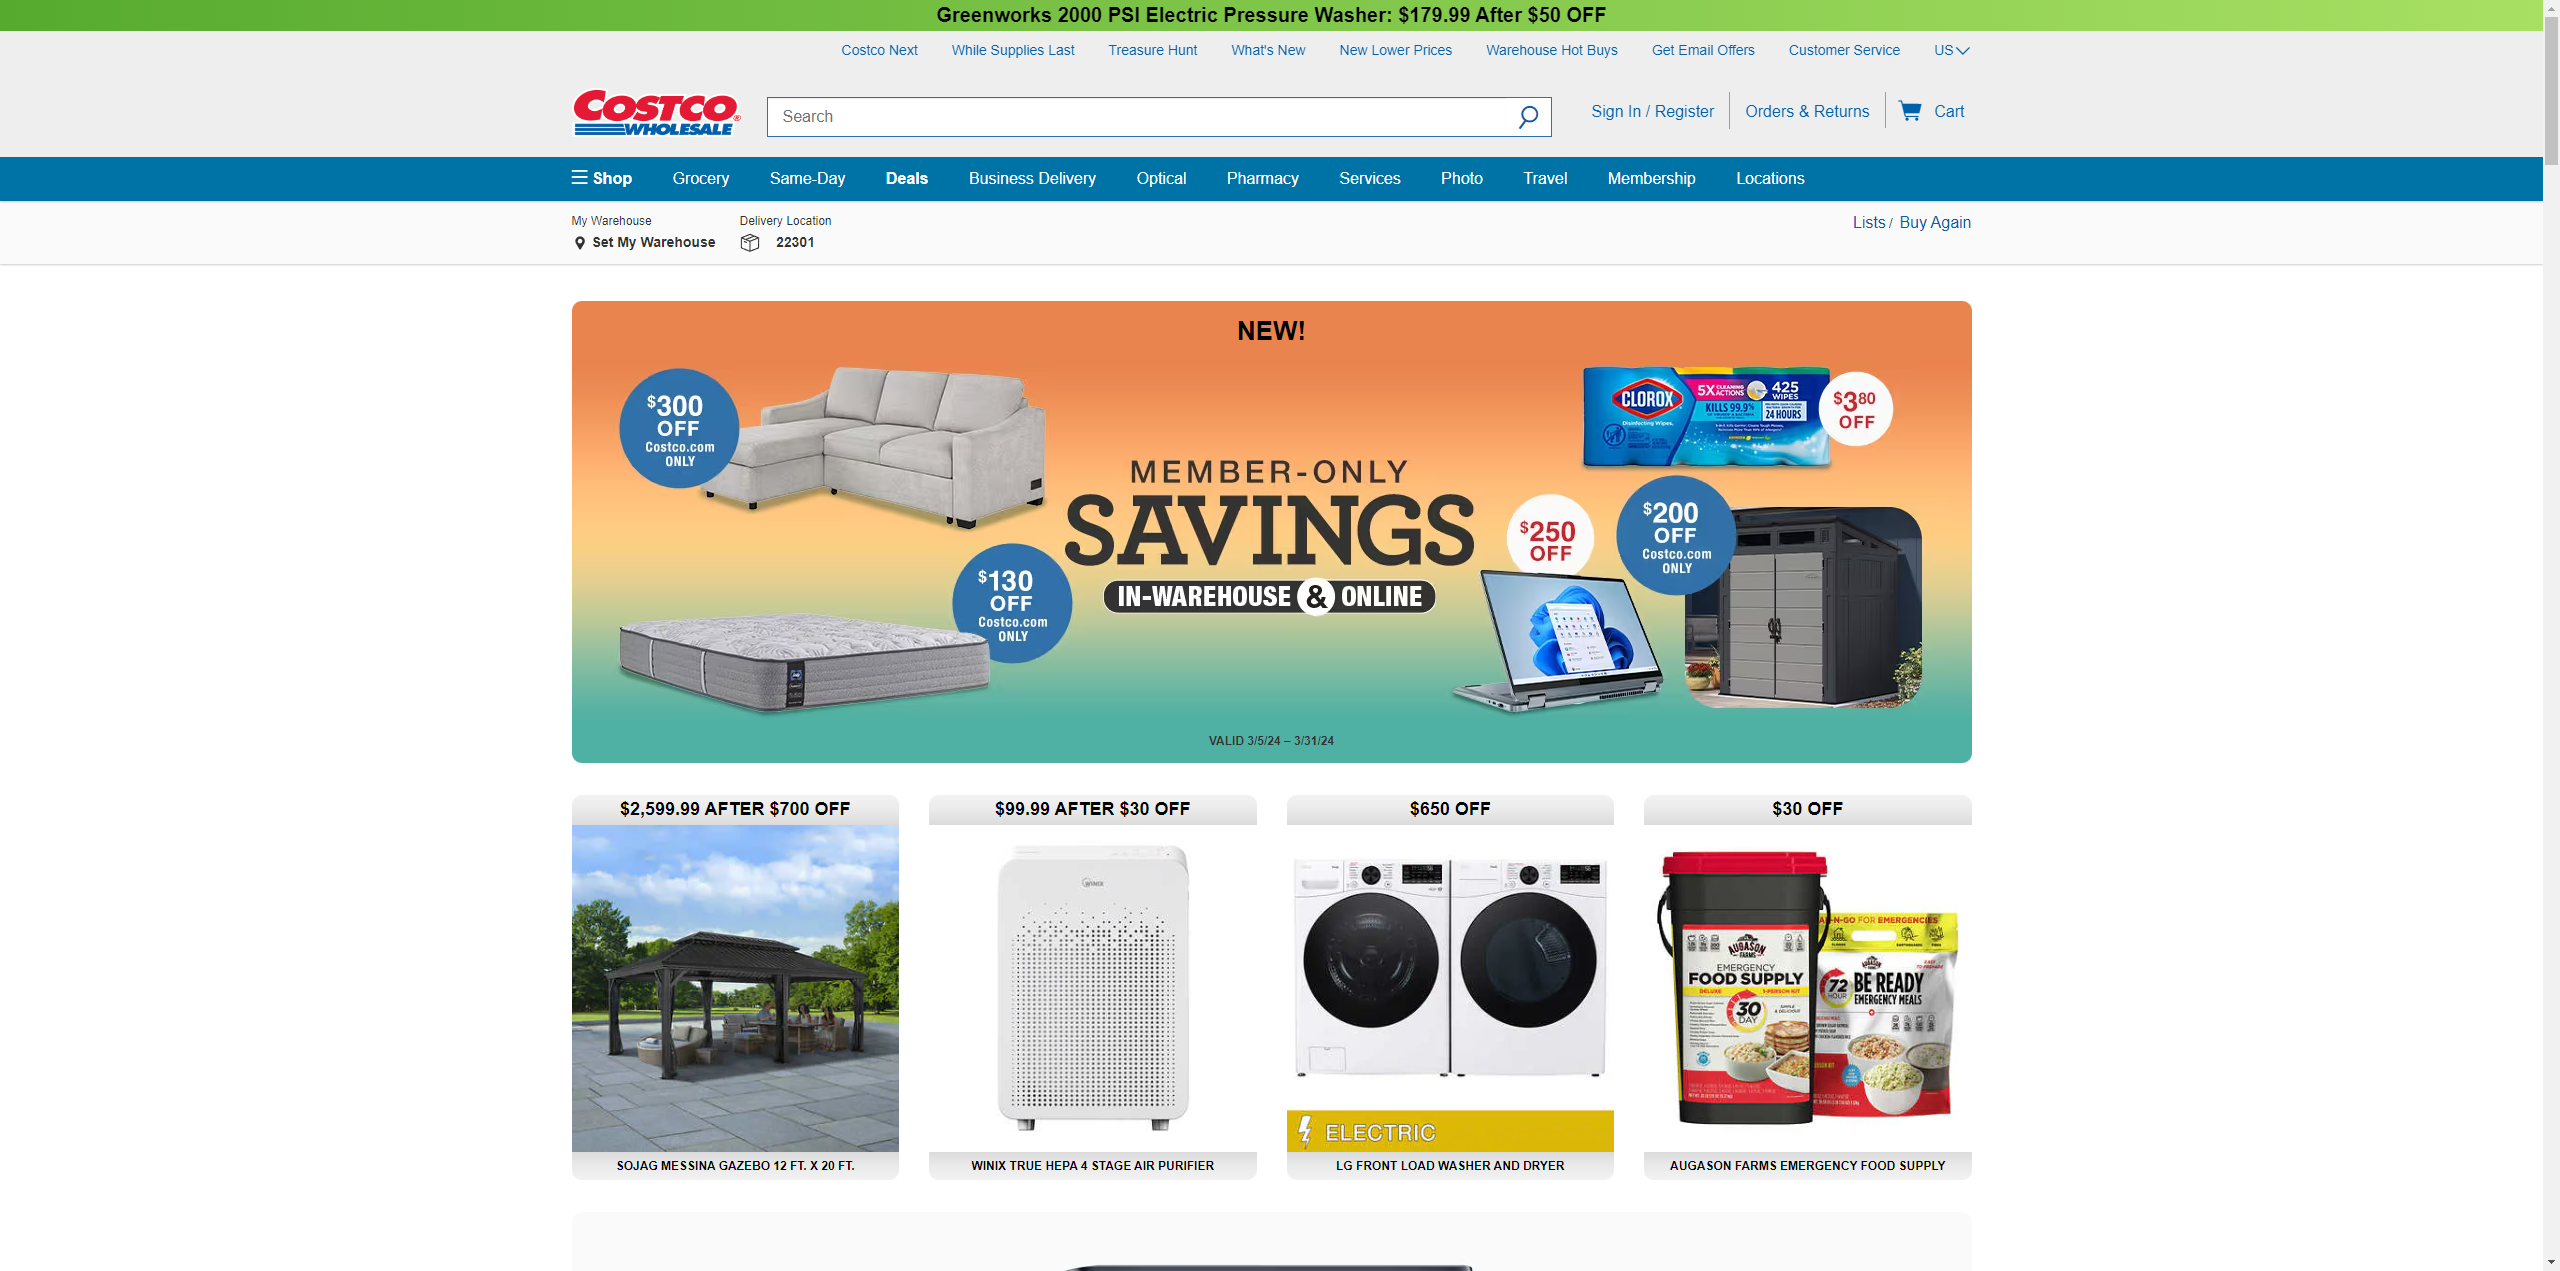 Greenworks 2000 PSI Electric Pressure Washer: $179.99 After $50 OFF
Costco Next While Supplies Last Treasure Hunt What's New New Lower Prices Warehouse Hot Buys Get Email Offers Customer Service US
COSTCO WHOLESALE
Search
Sign In / Register Orders & Returns Cart
Shop Grocery Same-Day Deals Business Delivery Optical Pharmacy Services Photo Travel Membership Locations
My Warehouse
Set My Warehouse
Delivery Location
22301
Lists / Buy Again
NEW!
$300
OFF
Costco.com
ONLY
CLOROX
5X CLEANING ACTIONS
425
WIPES
KILLS 99.9%
24 HOURS
Disinfecting Wipes.
$3.80
OFF
MEMBER-ONLY
SAVINGS
IN-WAREHOUSE & ONLINE
$130
OFF
Costco.com
ONLY
$250
OFF
$200
OFF
Costco.com
ONLY
VALID 3/5/24 – 3/31/24
$2,599.99 AFTER $700 OFF
SOJAG MESSINA GAZEBO 12 FT. X 20 FT.
$99.99 AFTER $30 OFF
WINIX
WINIX TRUE HEPA 4 STAGE AIR PURIFIER
$650 OFF
ELECTRIC
LG FRONT LOAD WASHER AND DRYER
$30 OFF
AUGASON
FARMS
EMERGENCY
FOOD SUPPLY
DELUXE 1-PERSON KIT
30
DAY
-N-GO FOR EMERGENCIES
AUGASON
FARMS
72
HOUR
BE READY
EMERGENCY MEALS
AUGASON FARMS EMERGENCY FOOD SUPPLY